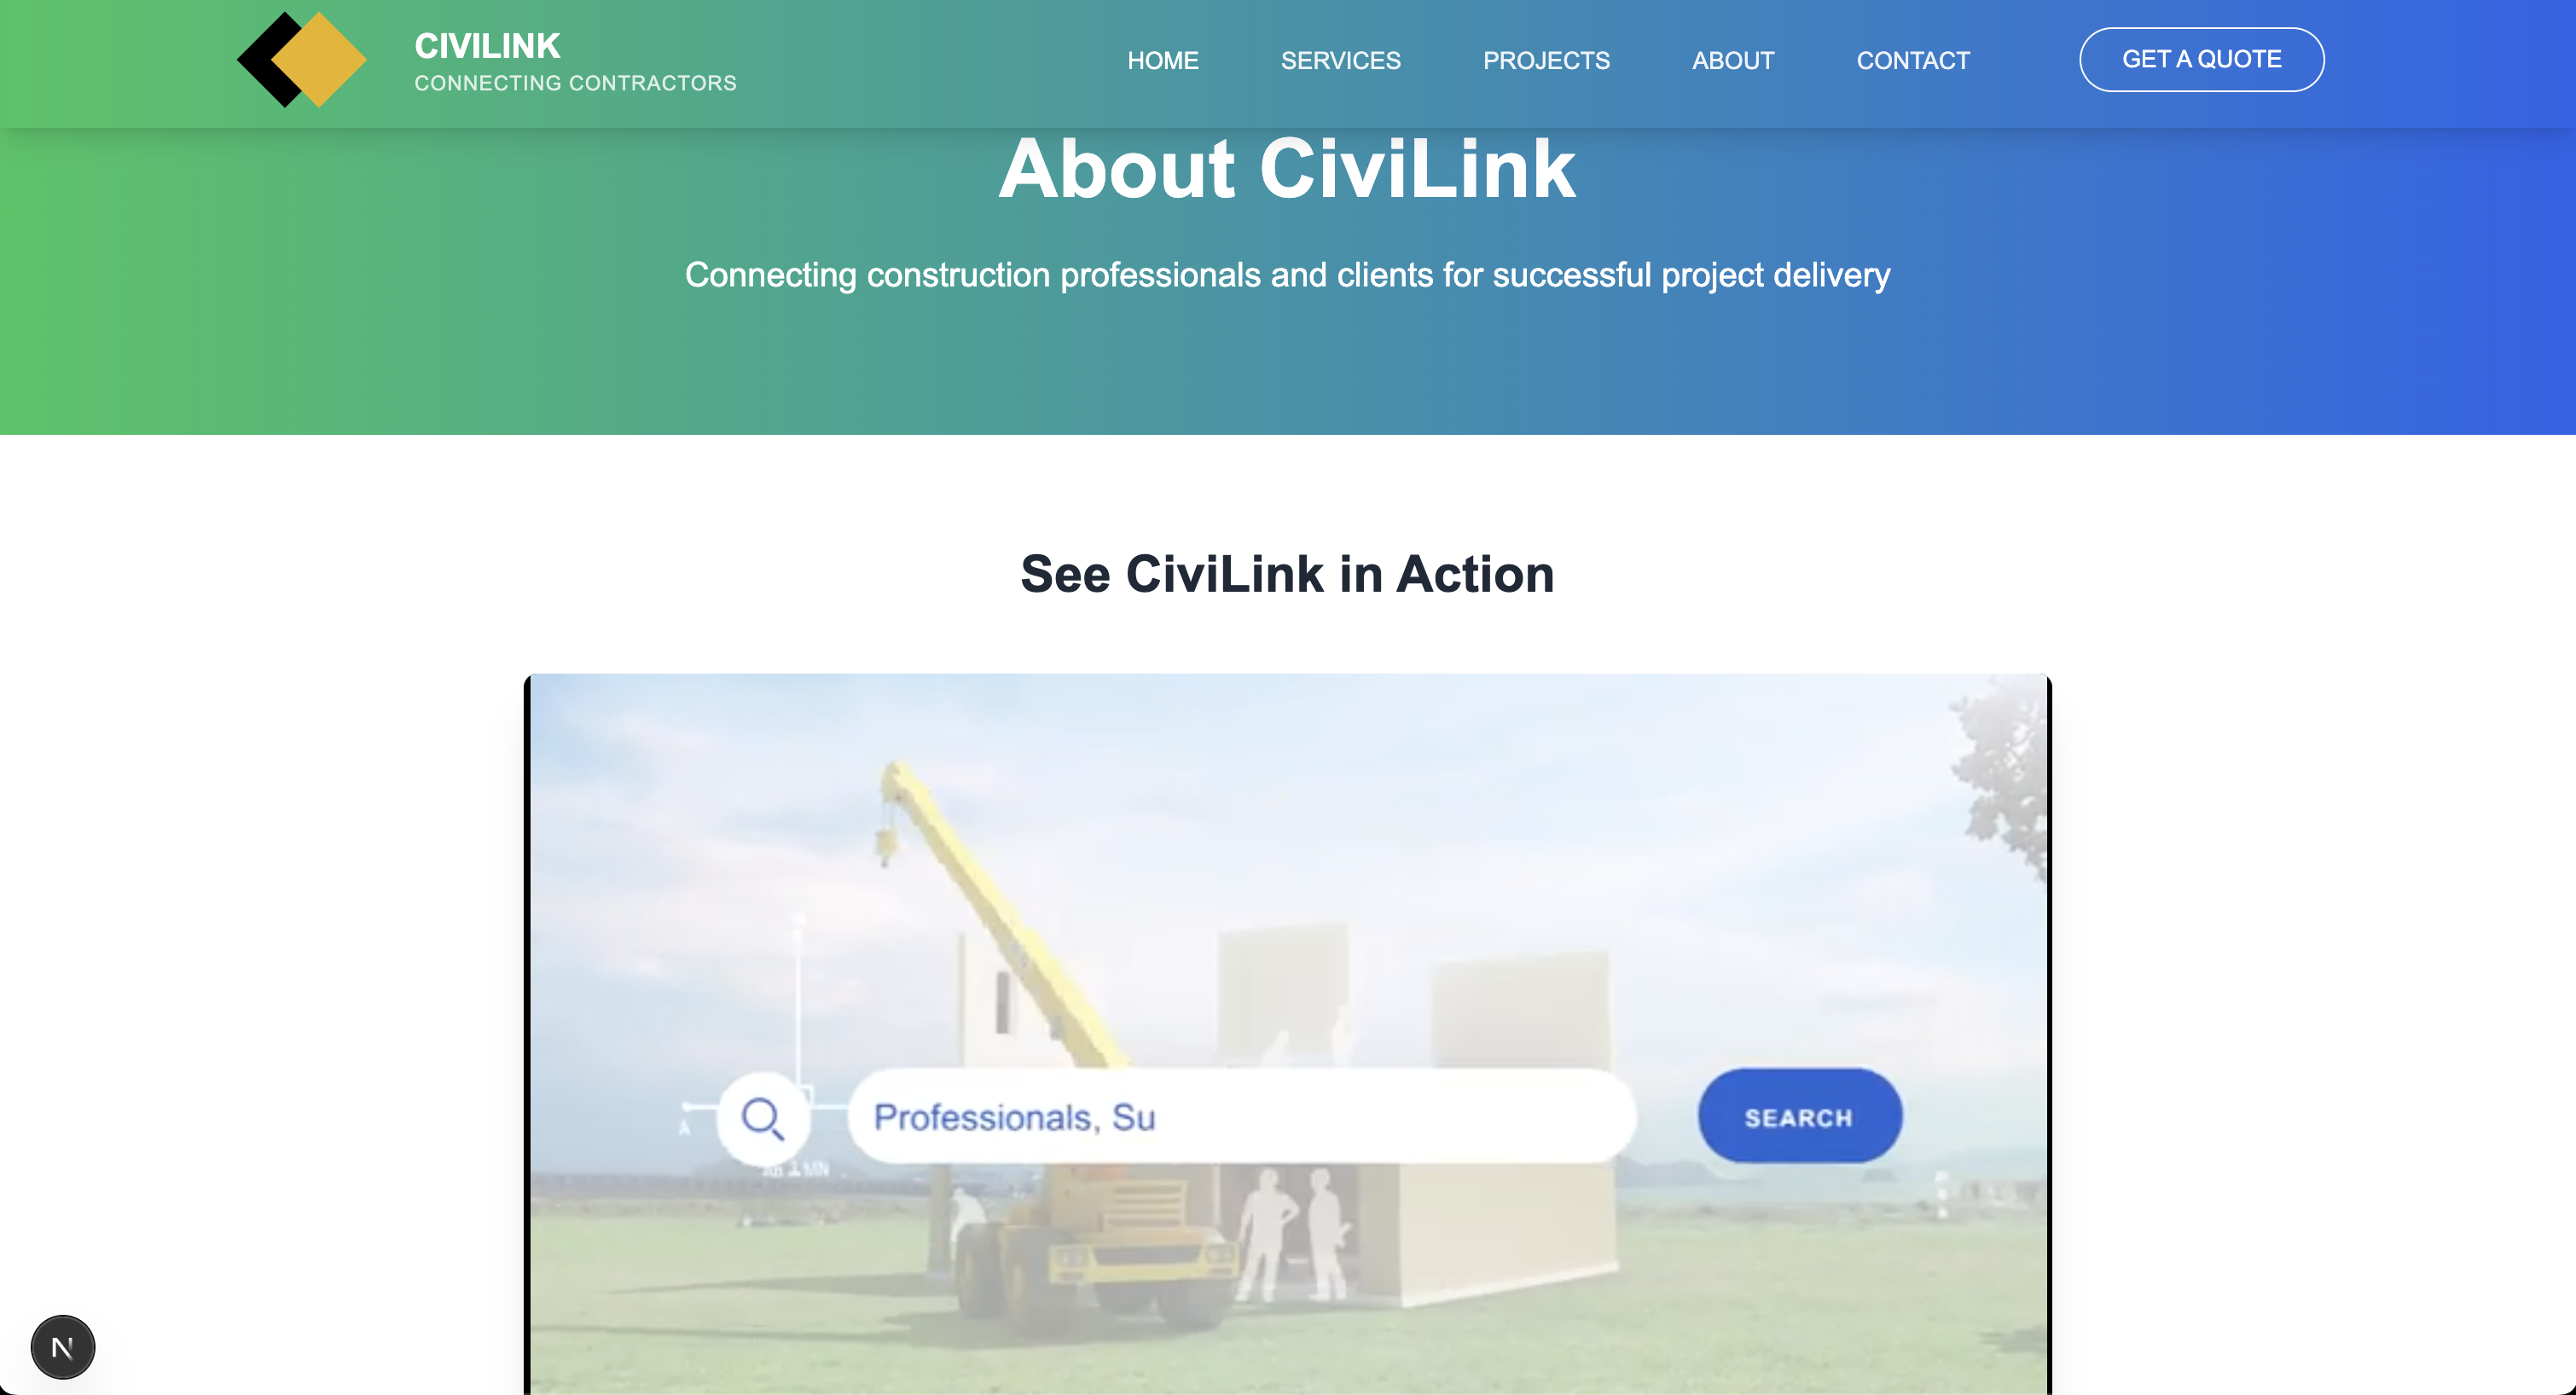 CIVILINK
CONNECTING CONTRACTORS
HOME SERVICES PROJECTS ABOUT CONTACT GET A QUOTE
About CiviLink
Connecting construction professionals and clients for successful project delivery
See CiviLink in Action
Professionals, Su
SEARCH
A
N